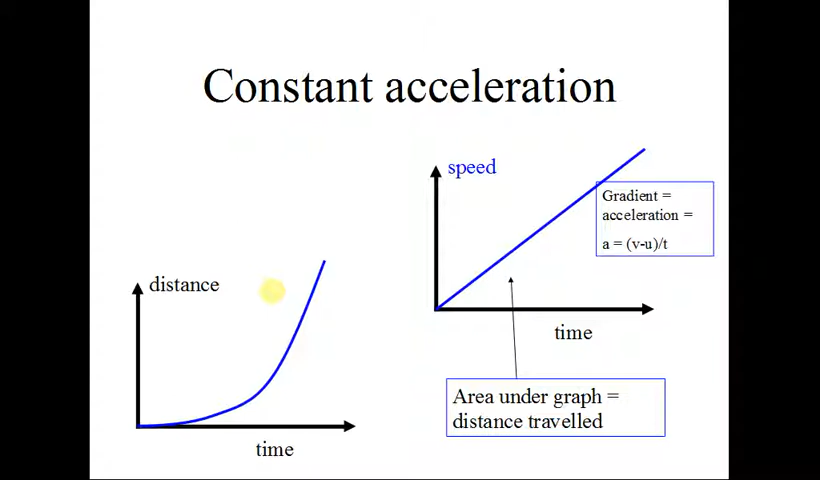 Constant acceleration
speed
Gradient =
acceleration =
a = (v-u)/t
distance
time
Area under graph =
distance travelled
time